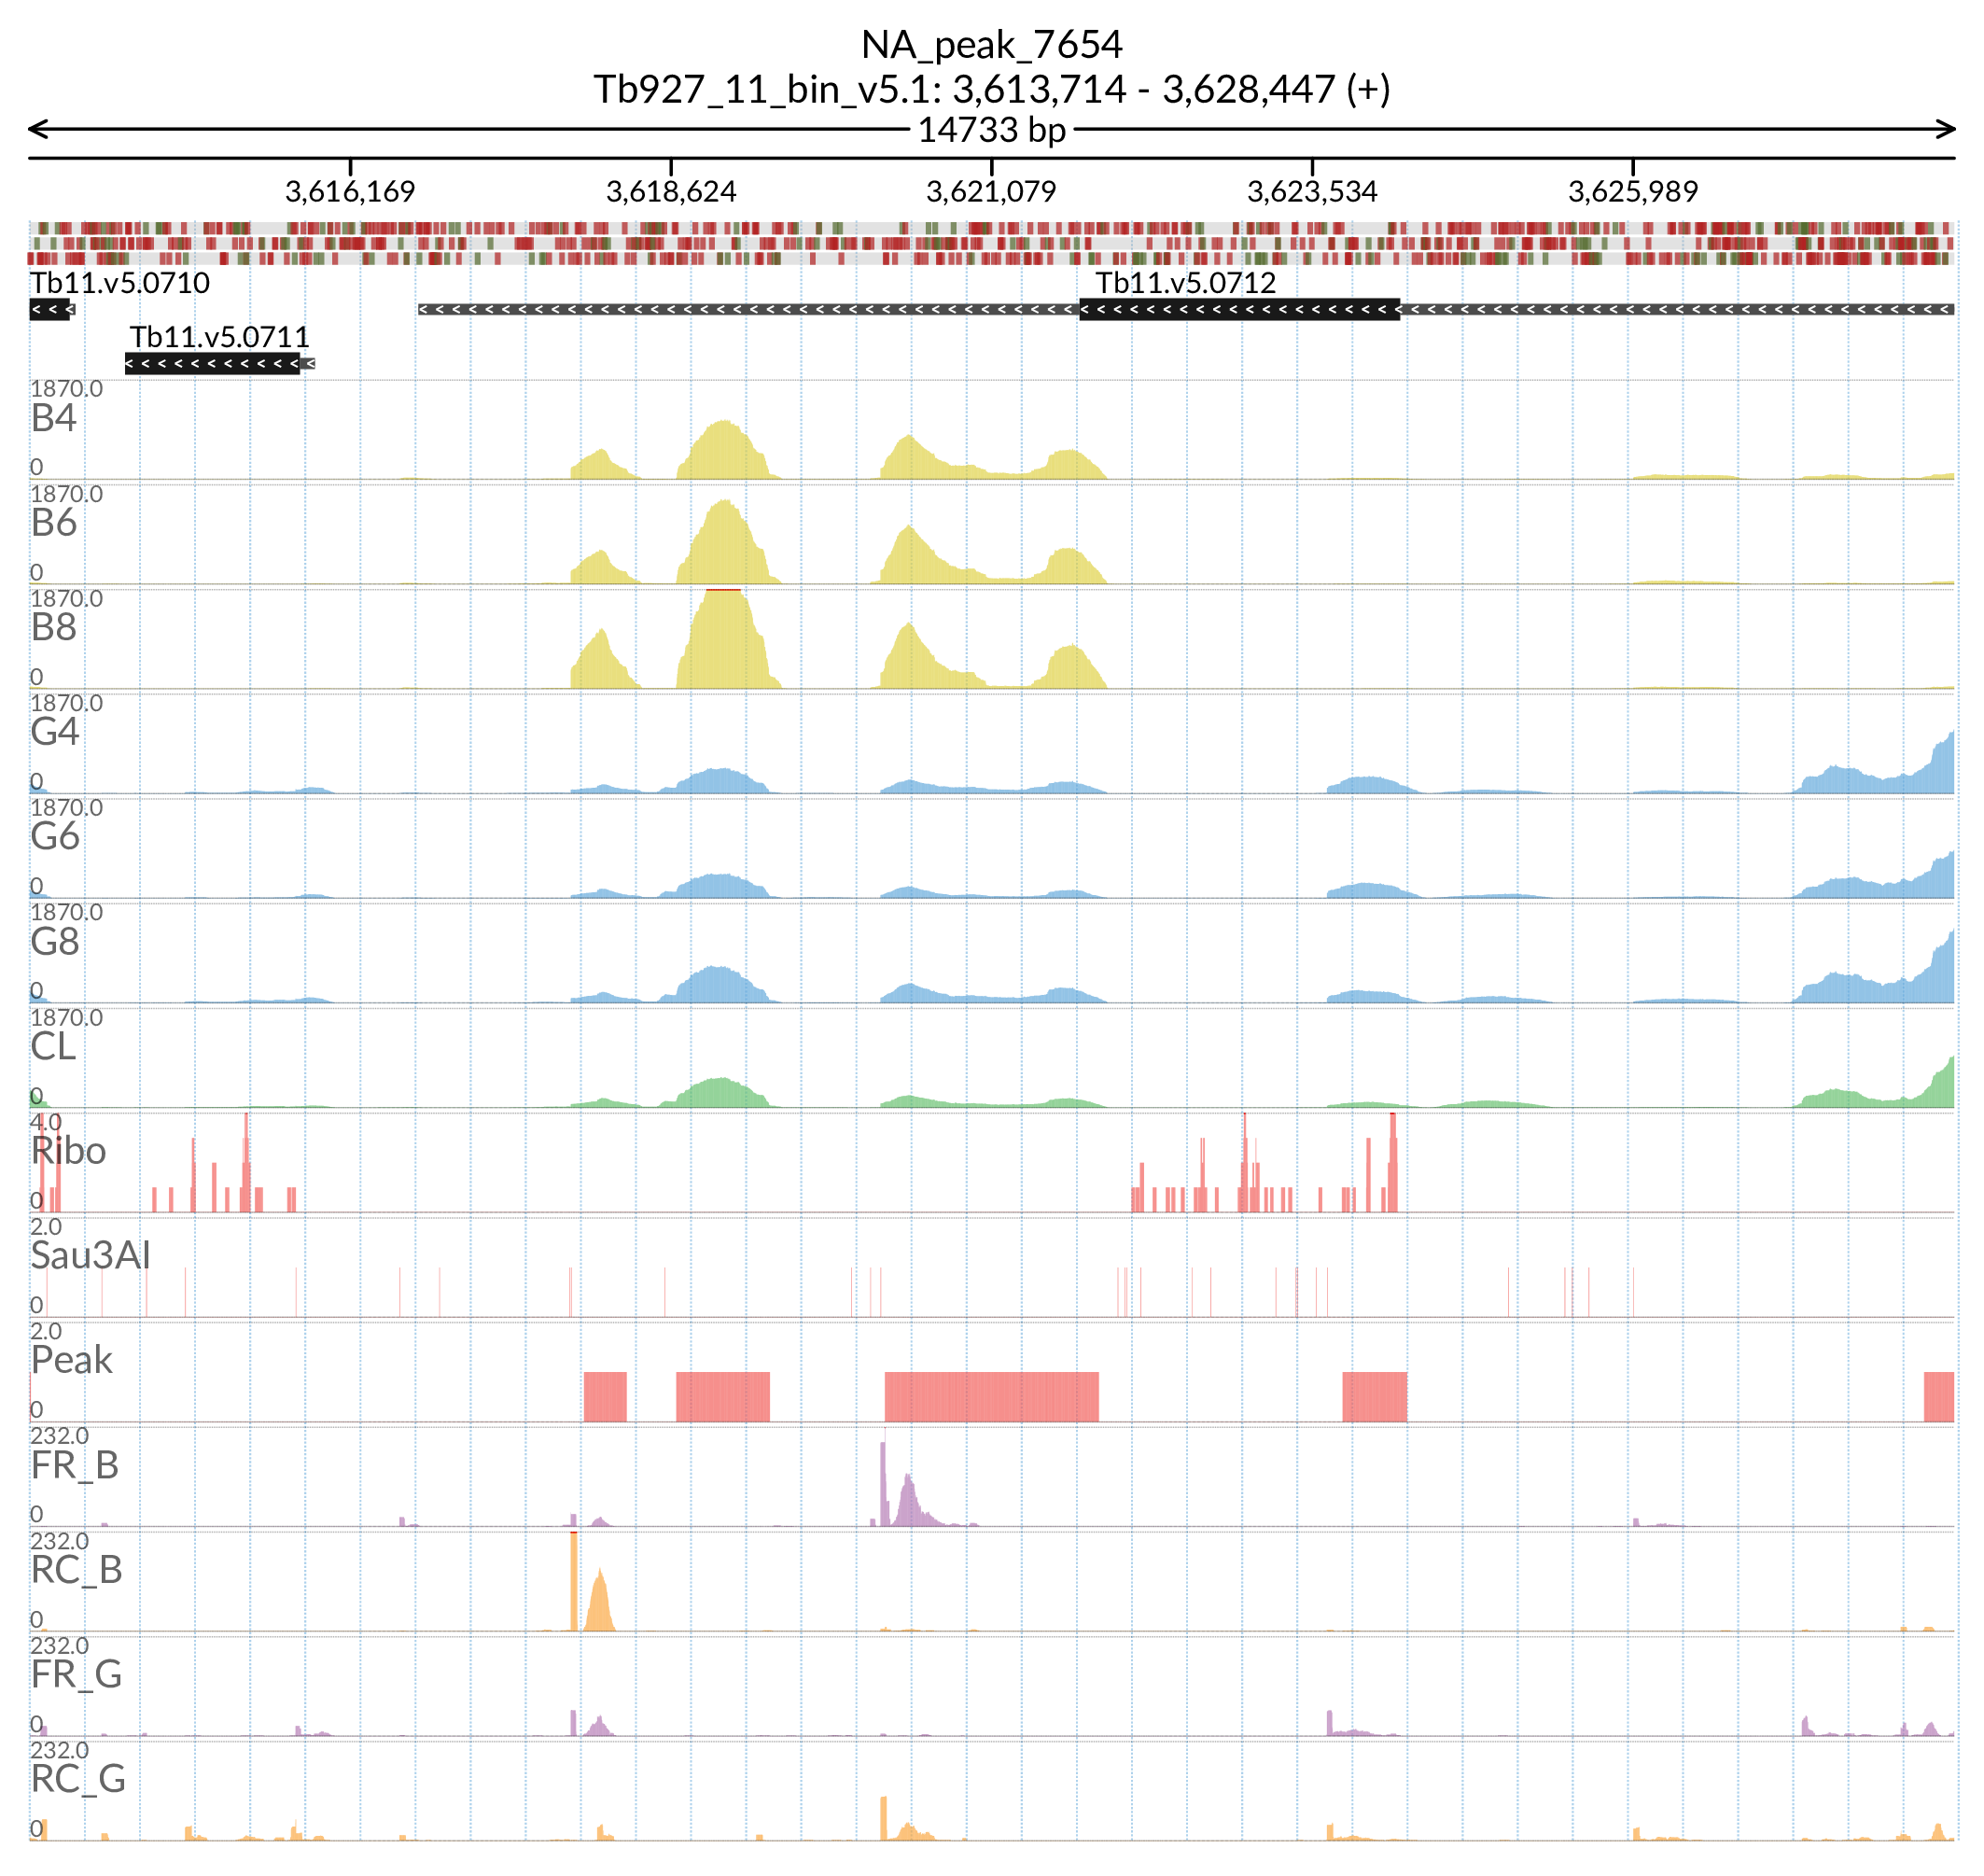 NA_peak_7654
Tb927_11_bin_v5.1: 3,613,714 - 3,628,447 (+)
14733 bp
3,616,169 3,618,624 3,621,079 3,623,534 3,625,989
Tb11.v5.0710 Tb11.v5.0712
Tb11.v5.0711
1870.0
B4
0
1870.0
B6
0
1870.0
B8
0
1870.0
G4
0
1870.0
G6
0
1870.0
G8
0
1870.0
CL
0
4.0
Ribo
0
2.0
Sau3AI
0
2.0
Peak
0
232.0
FR_B
0
232.0
RC_B
0
232.0
FR_G
0
232.0
RC_G
0